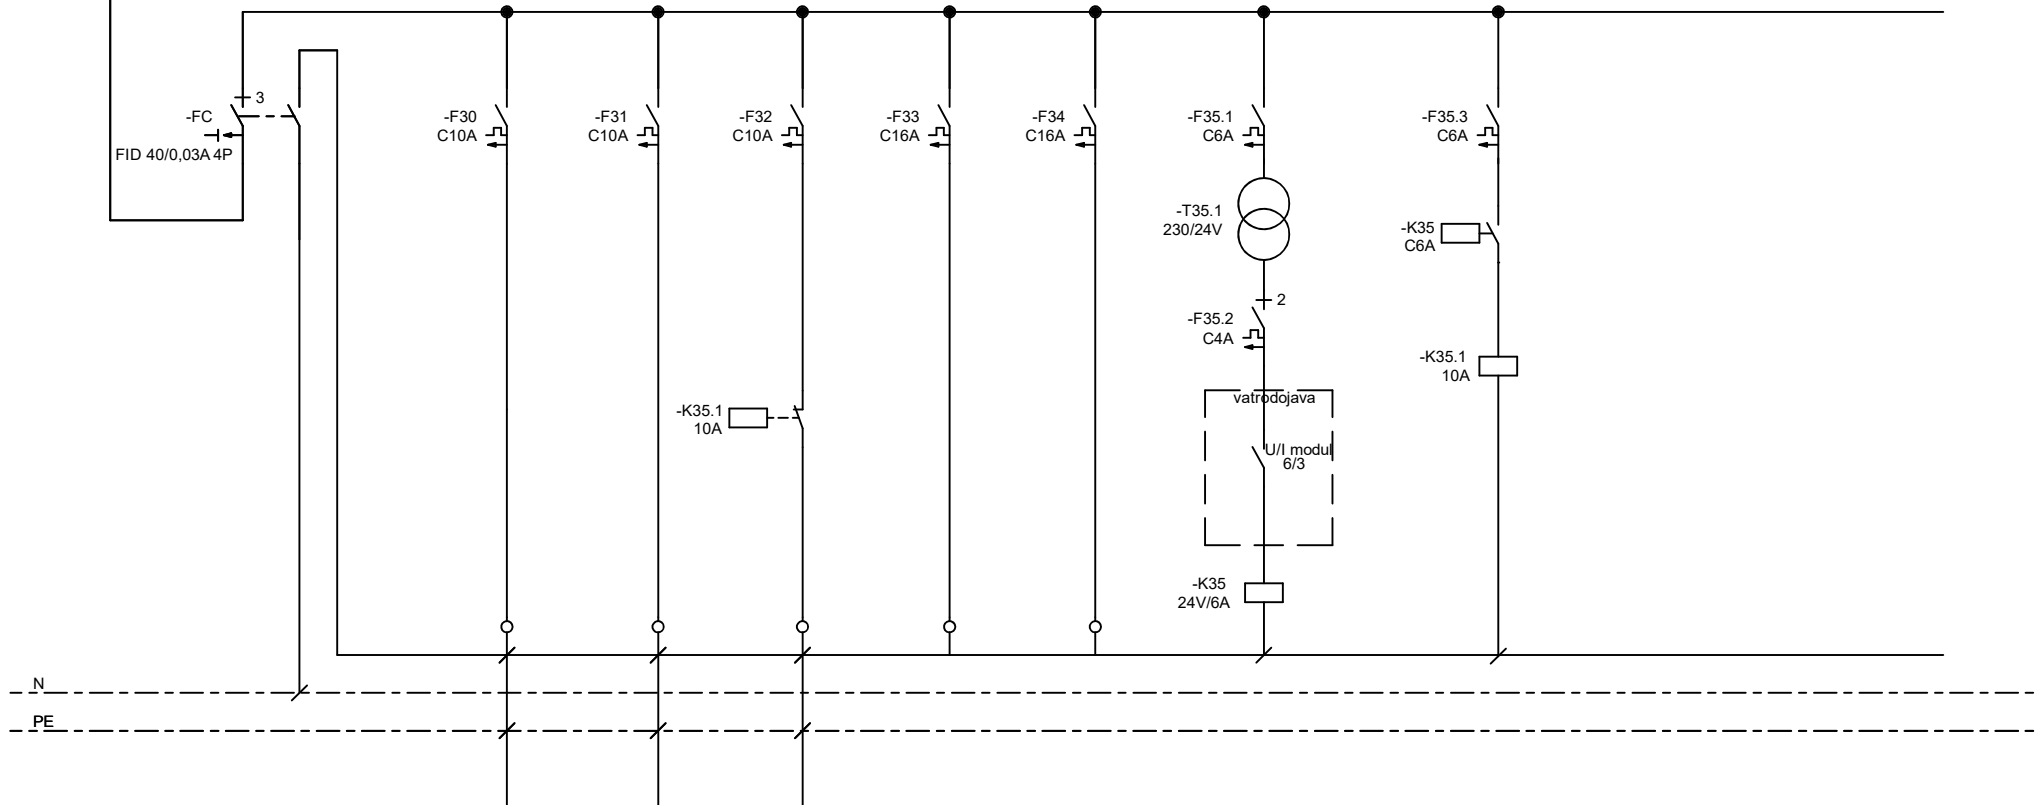 3
-FC
FID 40/0,03A 4P
-F30
C10A
-F31
C10A
-F32
C10A
-F33
C16A
-F34
C16A
-F35.1
C6A
-F35.3
C6A
-T35.1
230/24V
-K35
C6A
2
-F35.2
C4A
-K35.1
10A
-K35.1
10A
vatrodojava
U/I modul
6/3
-K35
24V/6A
N
PE